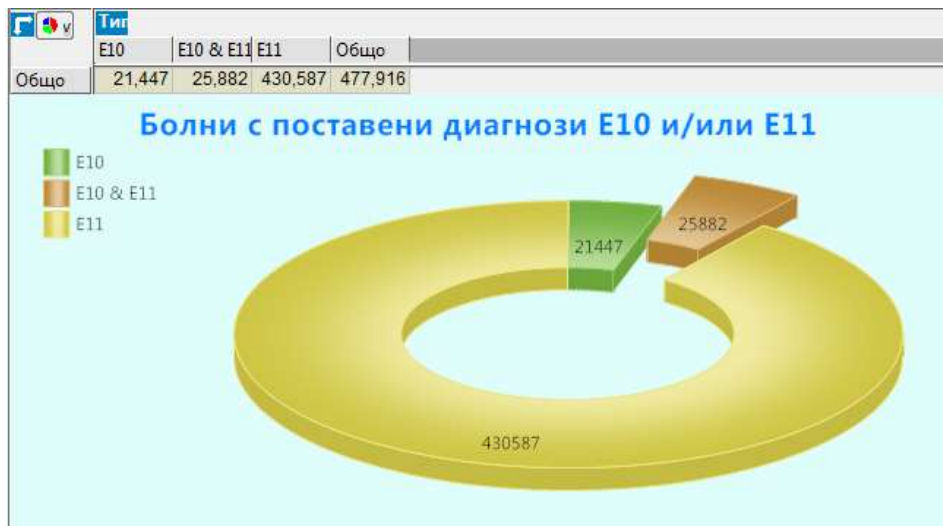 v Тип
E10 E10 & E11 E11 Общо
Общо 21,447 25,882 430,587 477,916
Болни с поставени диагнози E10 и/или E11
E10
E10 & E11
E11
25882
21447
430587